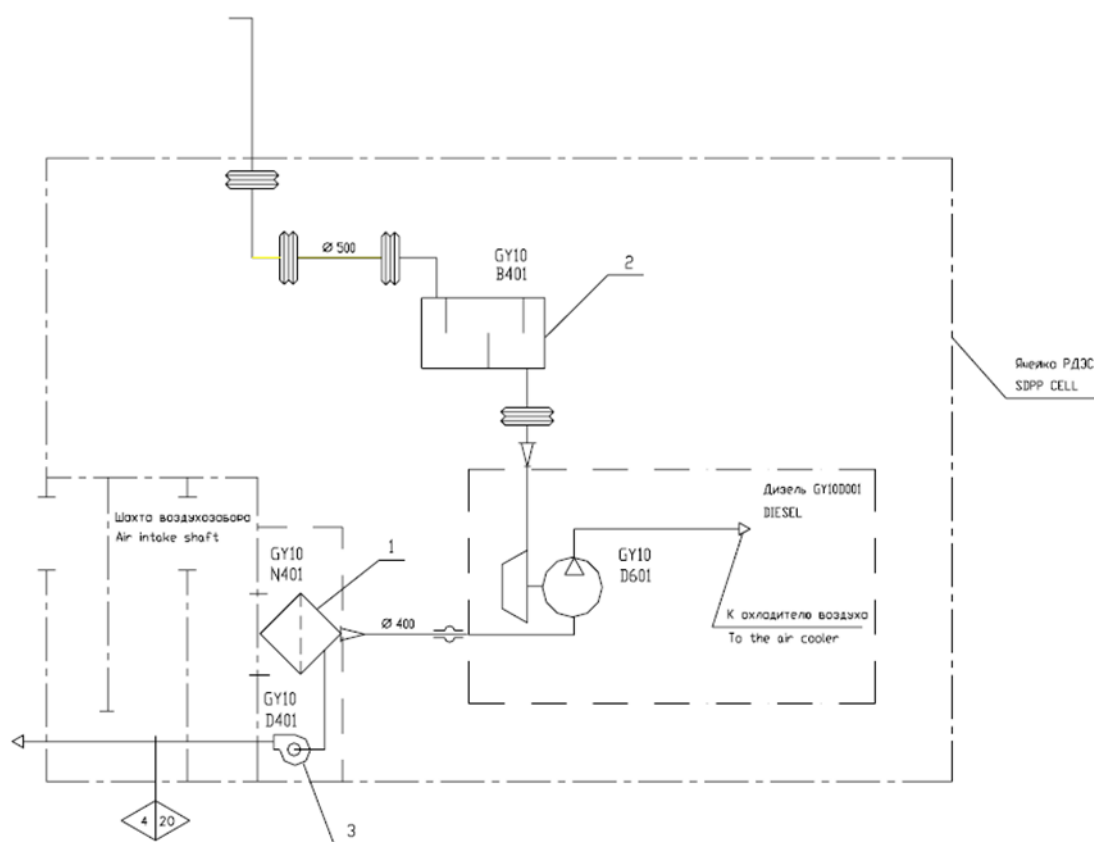 Ø 500
GY10
B401
2
Ячейка РДЭС
SDPP CELL
Дизель GY10D001
DIESEL
Шахта воздухозабора
Air intake shaft
GY10
N401
1
GY10
D601
Ø 400
К охладителю воздуха
To the air cooler
GY10
D401
4 20
3